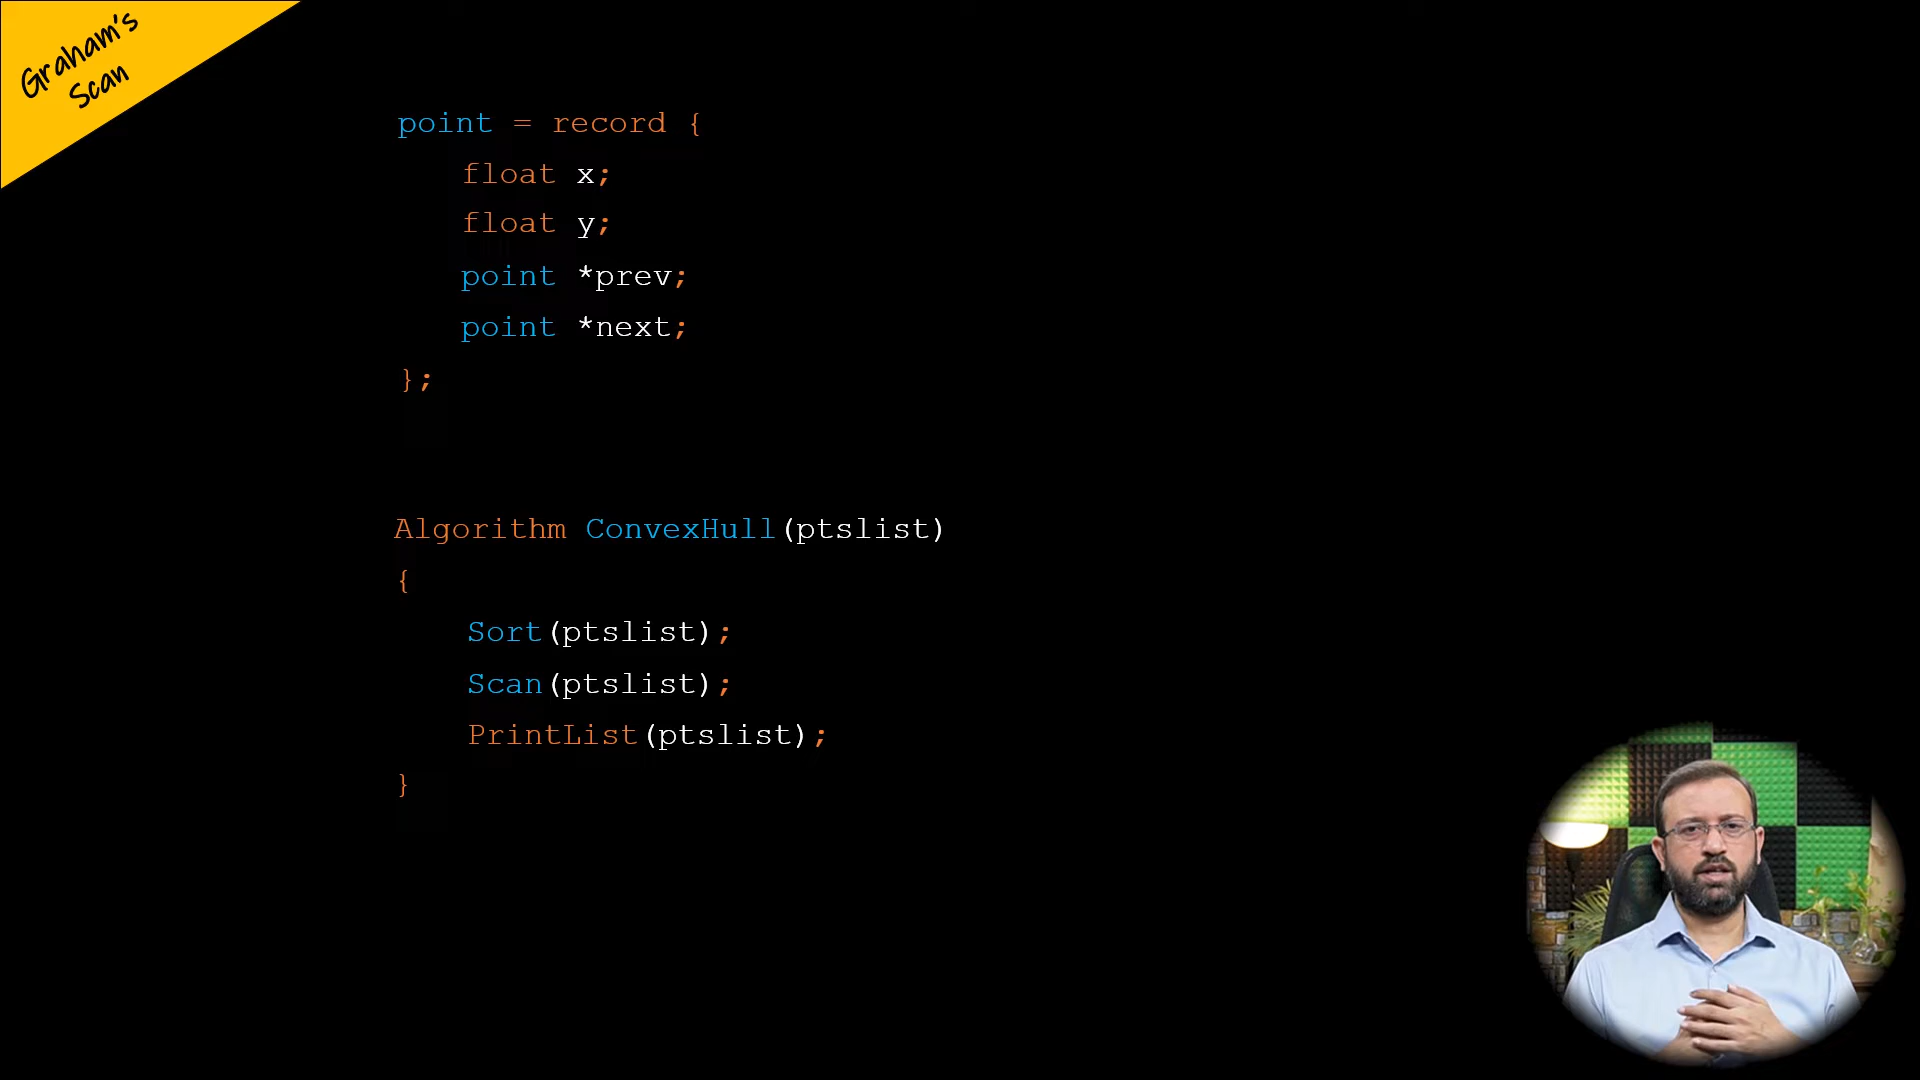 Graham's
Scan
point = record {
float x;
float y;
point *prev;
point *next;
};
Algorithm ConvexHull(ptslist)
{
Sort(ptslist);
Scan(ptslist);
PrintList(ptslist);
}